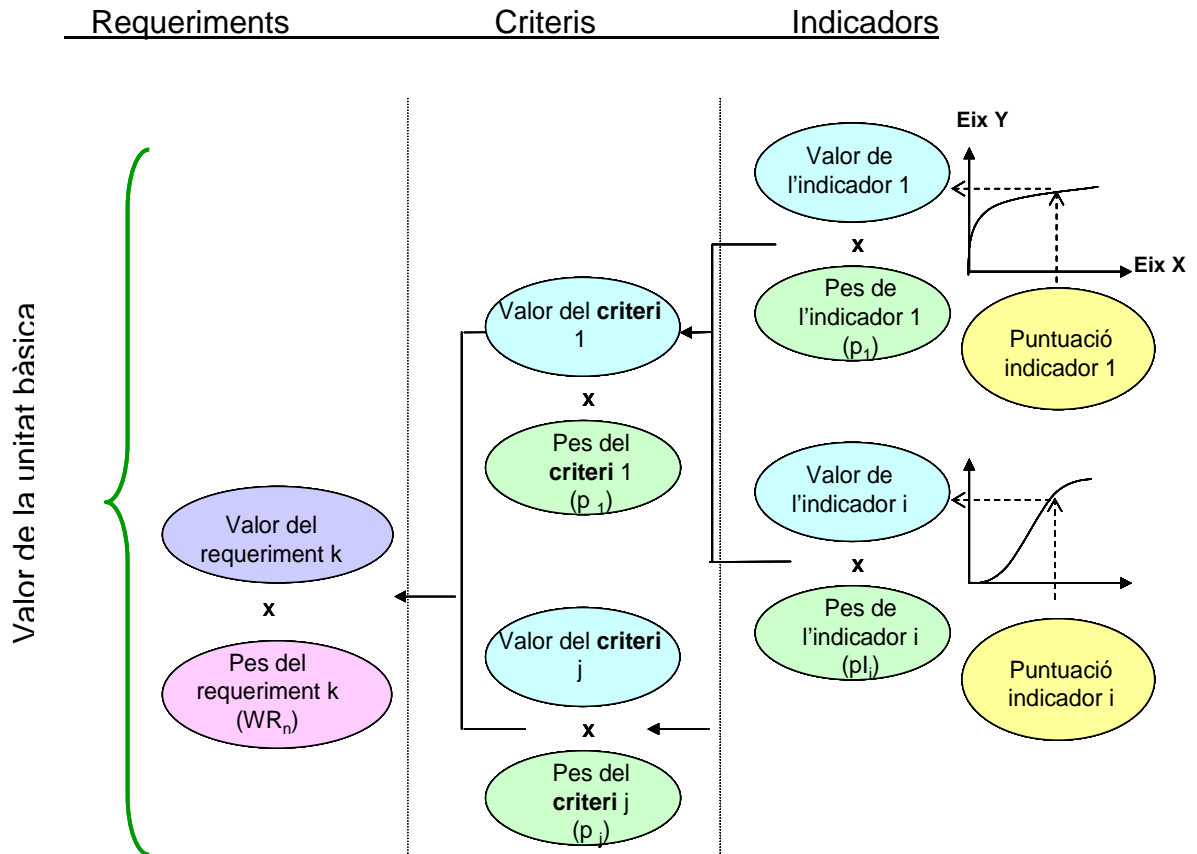 Requeriments Criteris Indicadors
Valor de la unitat bàsica
Valor del
requeriment k
x
Pes del
requeriment k
(WRn)
Valor del criteri
1
x
Pes del
criteri 1
(p 1)
Valor del criteri
j
x
Pes del
criteri j
(p j)
Valor de
l'indicador 1
x
Pes de
l'indicador 1
(p1)
Eix Y
Eix X
Puntuació
indicador 1
Valor de
l'indicador i
x
Pes de
l'indicador i
(pIi)
Puntuació
indicador i